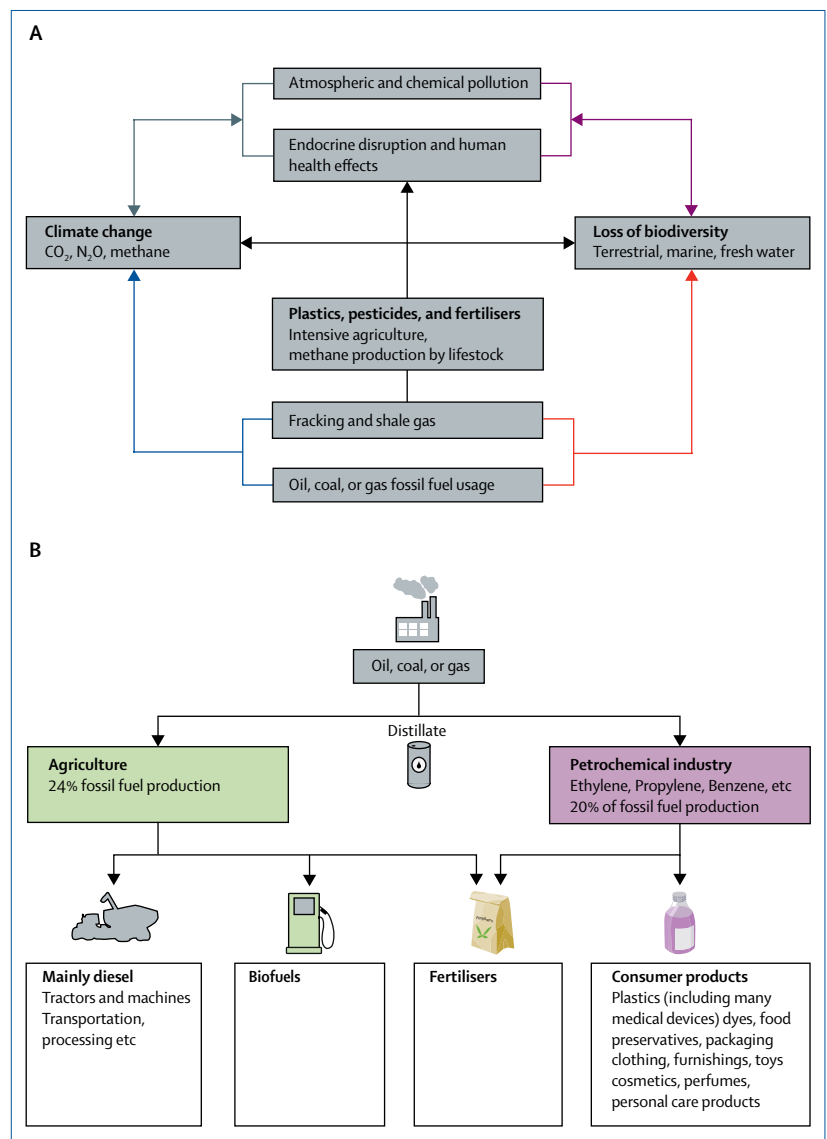 A
Atmospheric and chemical pollution
Endocrine disruption and human
health effects
Climate change
CO₂, N₂O, methane
Loss of biodiversity
Terrestrial, marine, fresh water
Plastics, pesticides, and fertilisers
Intensive agriculture,
methane production by lifestock
Fracking and shale gas
Oil, coal, or gas fossil fuel usage
B
Oil, coal, or gas
Distillate
Agriculture
24% fossil fuel production
Petrochemical industry
Ethylene, Propylene, Benzene, etc
20% of fossil fuel production
Mainly diesel
Tractors and machines
Transportation,
processing etc
Biofuels
Fertilisers
Consumer products
Plastics (including many
medical devices) dyes, food
preservatives, packaging
clothing, furnishings, toys
cosmetics, perfumes,
personal care products